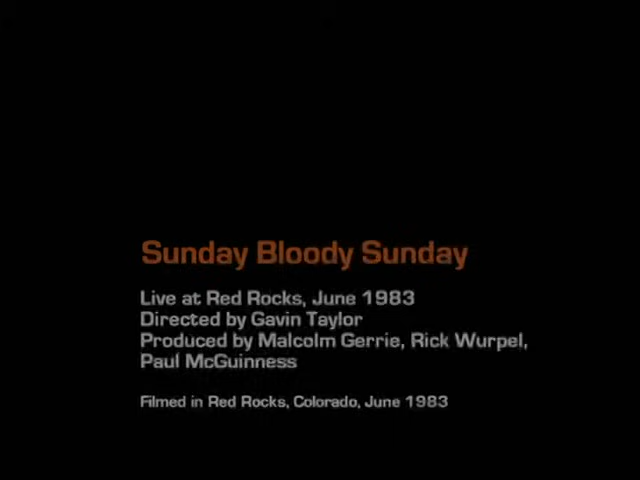 Sunday Bloody Sunday
Live at Red Rocks, June 1983
Directed by Gavin Taylor
Produced by Malcolm Gerrie, Rick Wurpel,
Paul McGuinness
Filmed in Red Rocks, Colorado, June 1983